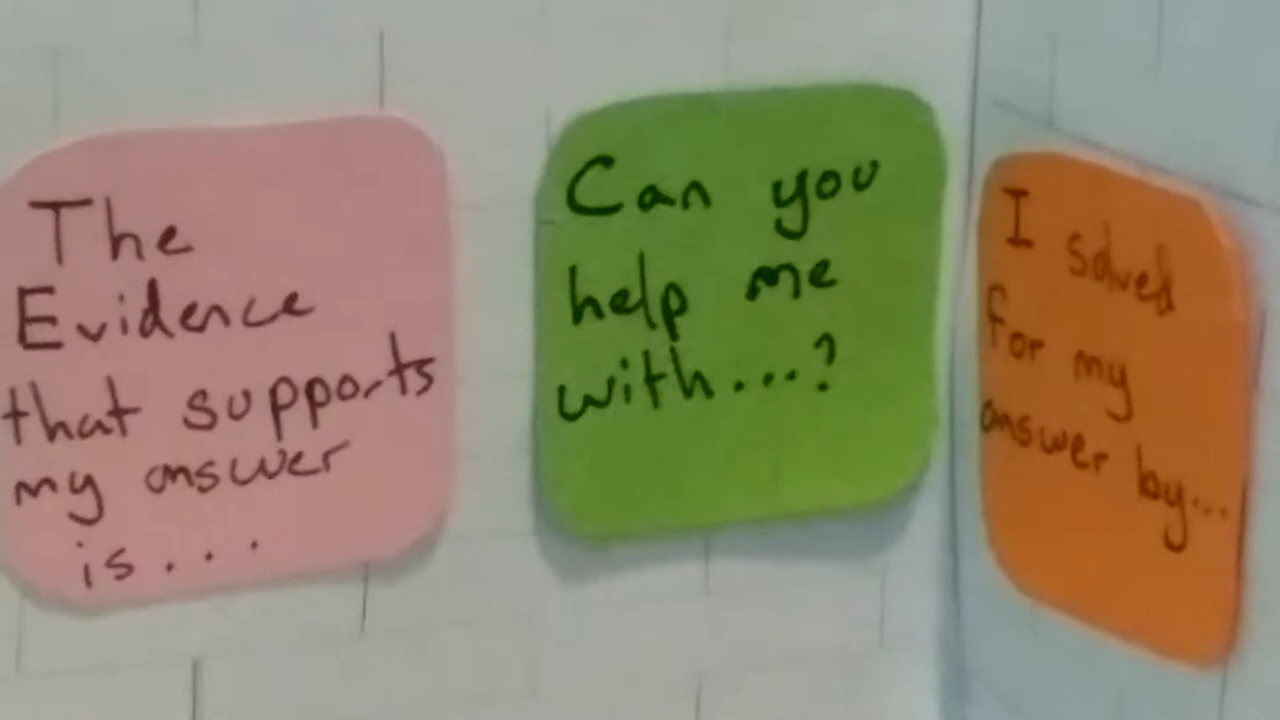 The
Evidence
that supports
my answer
is...
Can you
help me
with...?
I solved
for my
answer by...